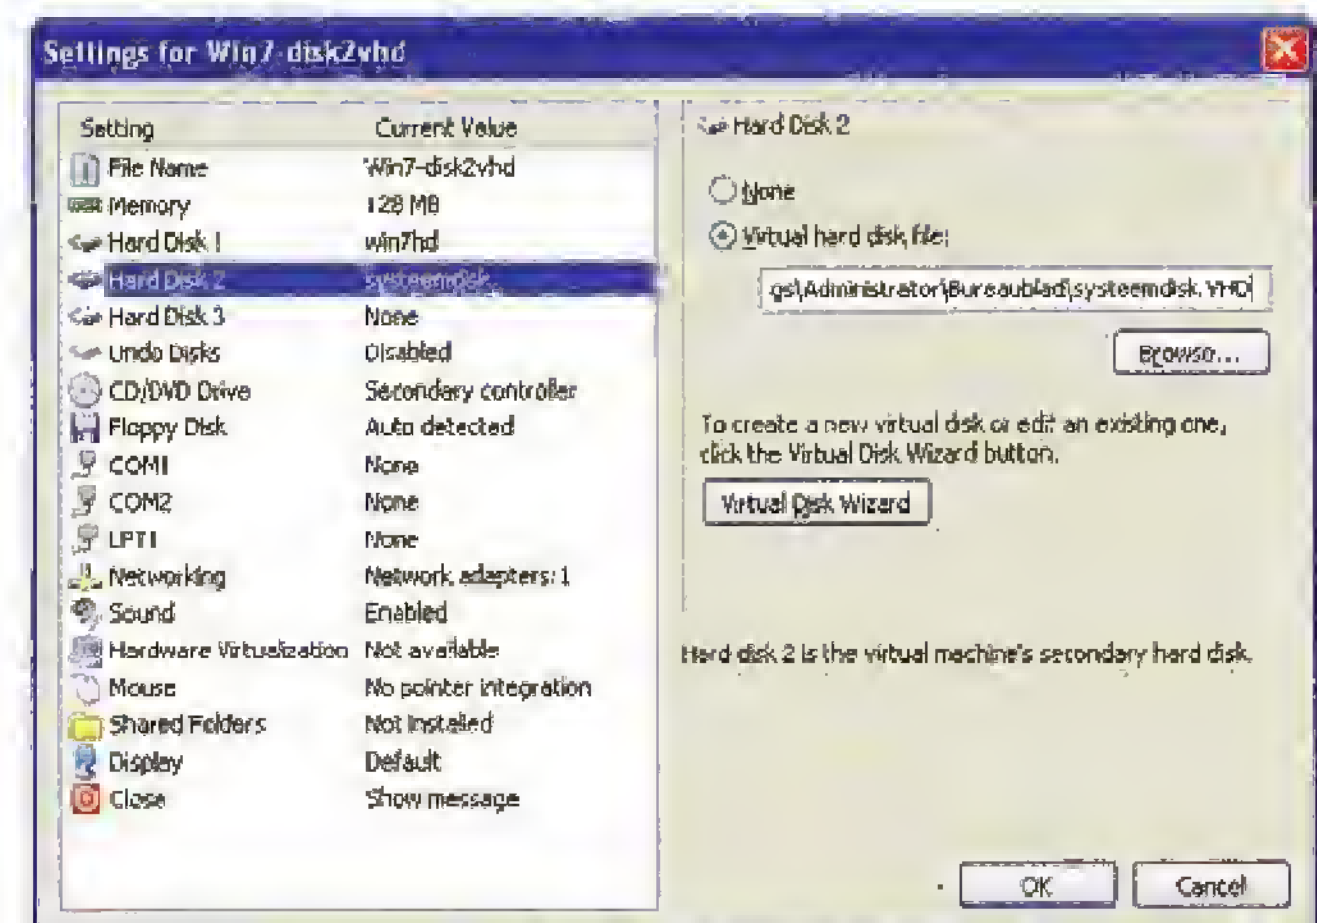 Settings for Win7-disk2vhd
Setting Current Value
File Name Win7-disk2vhd
Memory 128 MB
Hard Disk 1 win7hd
Hard Disk 2 systeemdisk
Hard Disk 3 None
Undo Disks Disabled
CD/DVD Drive Secondary controller
Floppy Disk Auto detected
COM1 None
COM2 None
LPT1 None
Networking Network adapters: 1
Sound Enabled
Hardware Virtualization Not available
Mouse No pointer integration
Shared Folders Not installed
Display Default
Close Show message
Hard Disk 2
None
Virtual hard disk file:
gs\Administrator\Bureaublad\systeemdisk.VHD
Browse...
To create a new virtual disk or edit an existing one,
click the Virtual Disk Wizard button.
Virtual Disk Wizard
Hard disk 2 is the virtual machine's secondary hard disk.
OK
Cancel